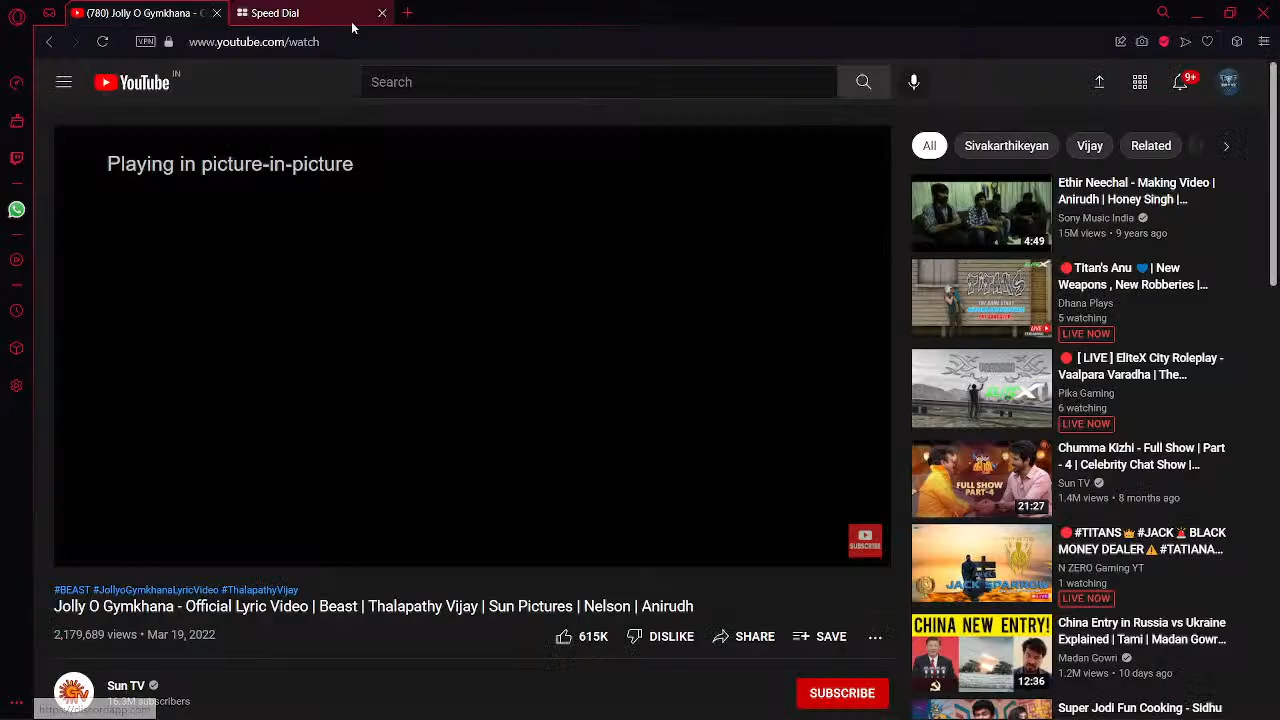 (780) Jolly O Gymkhana -
Speed Dial
VPN
www.youtube.com/watch
YouTube
IN
Search
9+
Playing in picture-in-picture
SUBSCRIBE
All
Sivakarthikeyan
Vijay
Related
4:49
Ethir Neechal - Making Video |
Anirudh | Honey Singh |...
Sony Music India
15M views • 9 years ago
🔴 Titan's Anu 💙| New
Weapons , New Robberies |...
Dhana Plays
5 watching
LIVE NOW
🔴 [ LIVE ] EliteX City Roleplay -
Vaalpara Varadha | The...
Pika Gaming
6 watching
LIVE NOW
FULL SHOW
PART-4
21:27
Chumma Kizhi - Full Show | Part
- 4 | Celebrity Chat Show |...
Sun TV
1.4M views • 8 months ago
JACK SPARROW
🔴 #TITANS 👑 #JACK🚨 BLACK
MONEY DEALER⚠️ #TATIANA...
N ZERO Gaming YT
1 watching
LIVE NOW
CHINA NEW ENTRY!
12:36
China Entry in Russia vs Ukraine
Explained | Tami | Madan Gowr...
Madan Gowri
1.2M views • 10 days ago
Super Jodi Fun Cooking - Sidhu
#BEAST #JollyoGymkhanaLyricVideo #ThalapathyVijay
Jolly O Gymkhana - Official Lyric Video | Beast | Thalapathy Vijay | Sun Pictures | Nelson | Anirudh
2,179,689 views • Mar 19, 2022
615K
DISLIKE
SHARE
SAVE
Sun TV
16.3M subscribers
SUBSCRIBE
https://discordapp.com